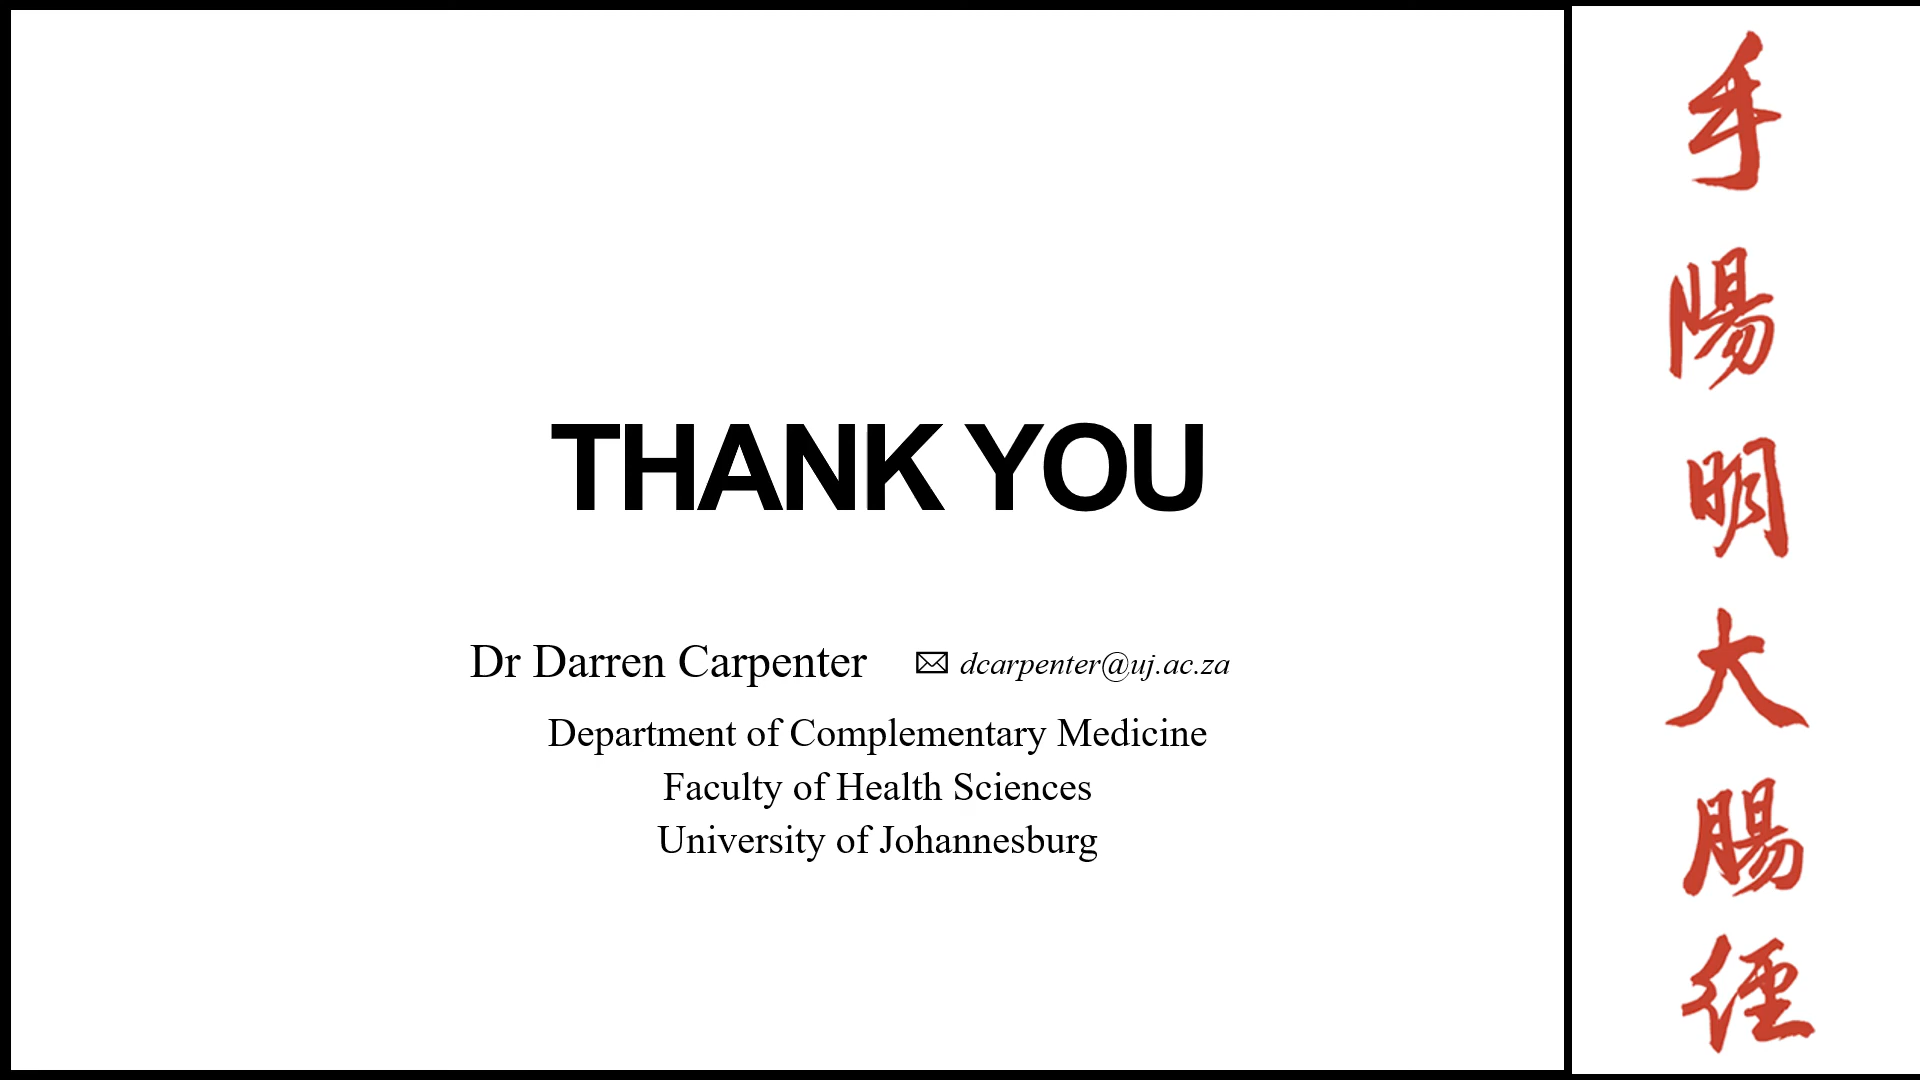 THANK YOU
Dr Darren Carpenter ✉ dcarpenter@uj.ac.za
Department of Complementary Medicine
Faculty of Health Sciences
University of Johannesburg
手陽明大腸經